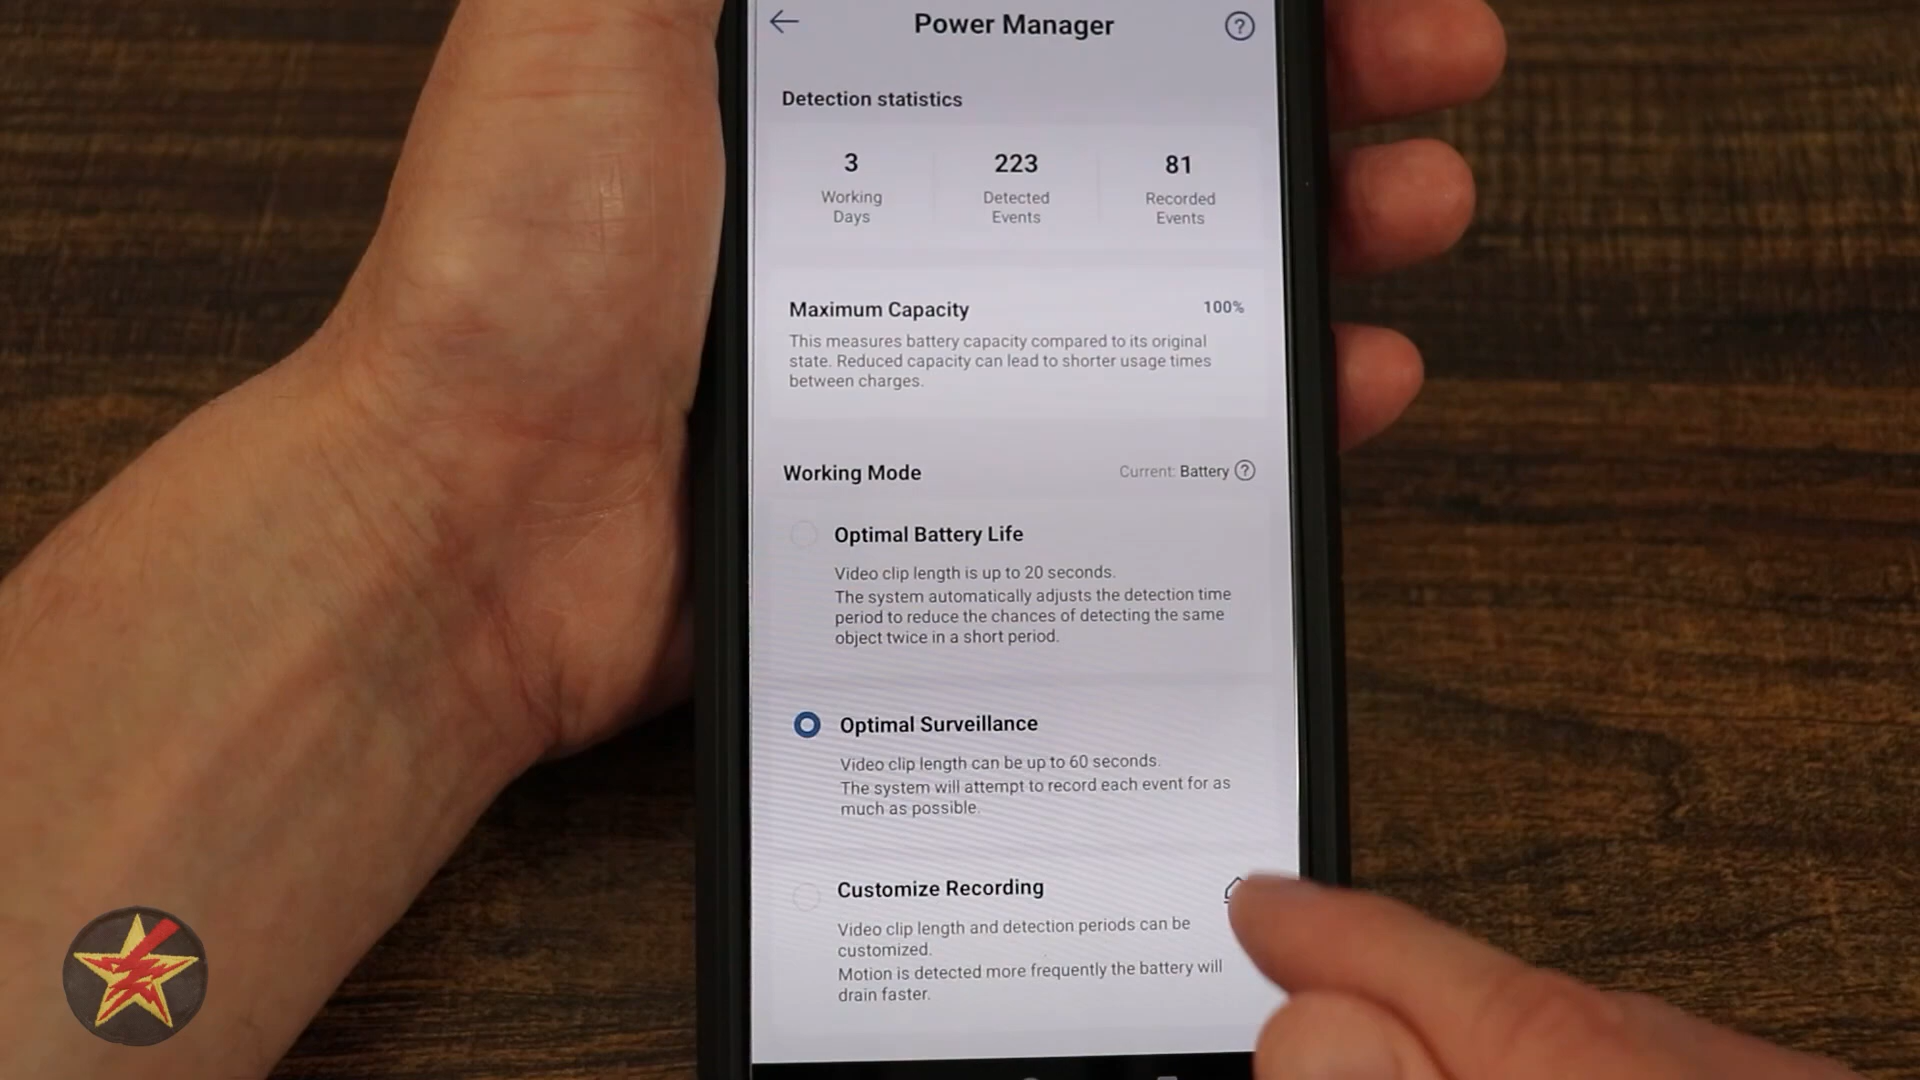 Power Manager
Detection statistics
3
Working
Days
223
Detected
Events
81
Recorded
Events
Maximum Capacity
100%
This measures battery capacity compared to its original
state. Reduced capacity can lead to shorter usage times
between charges.
Working Mode
Current: Battery
Optimal Battery Life
Video clip length is up to 20 seconds.
The system automatically adjusts the detection time
period to reduce the chances of detecting the same
object twice in a short period.
Optimal Surveillance
Video clip length can be up to 60 seconds.
The system will attempt to record each event for as
much as possible.
Customize Recording
Video clip length and detection periods can be
customized.
Motion is detected more frequently the battery will
drain faster.